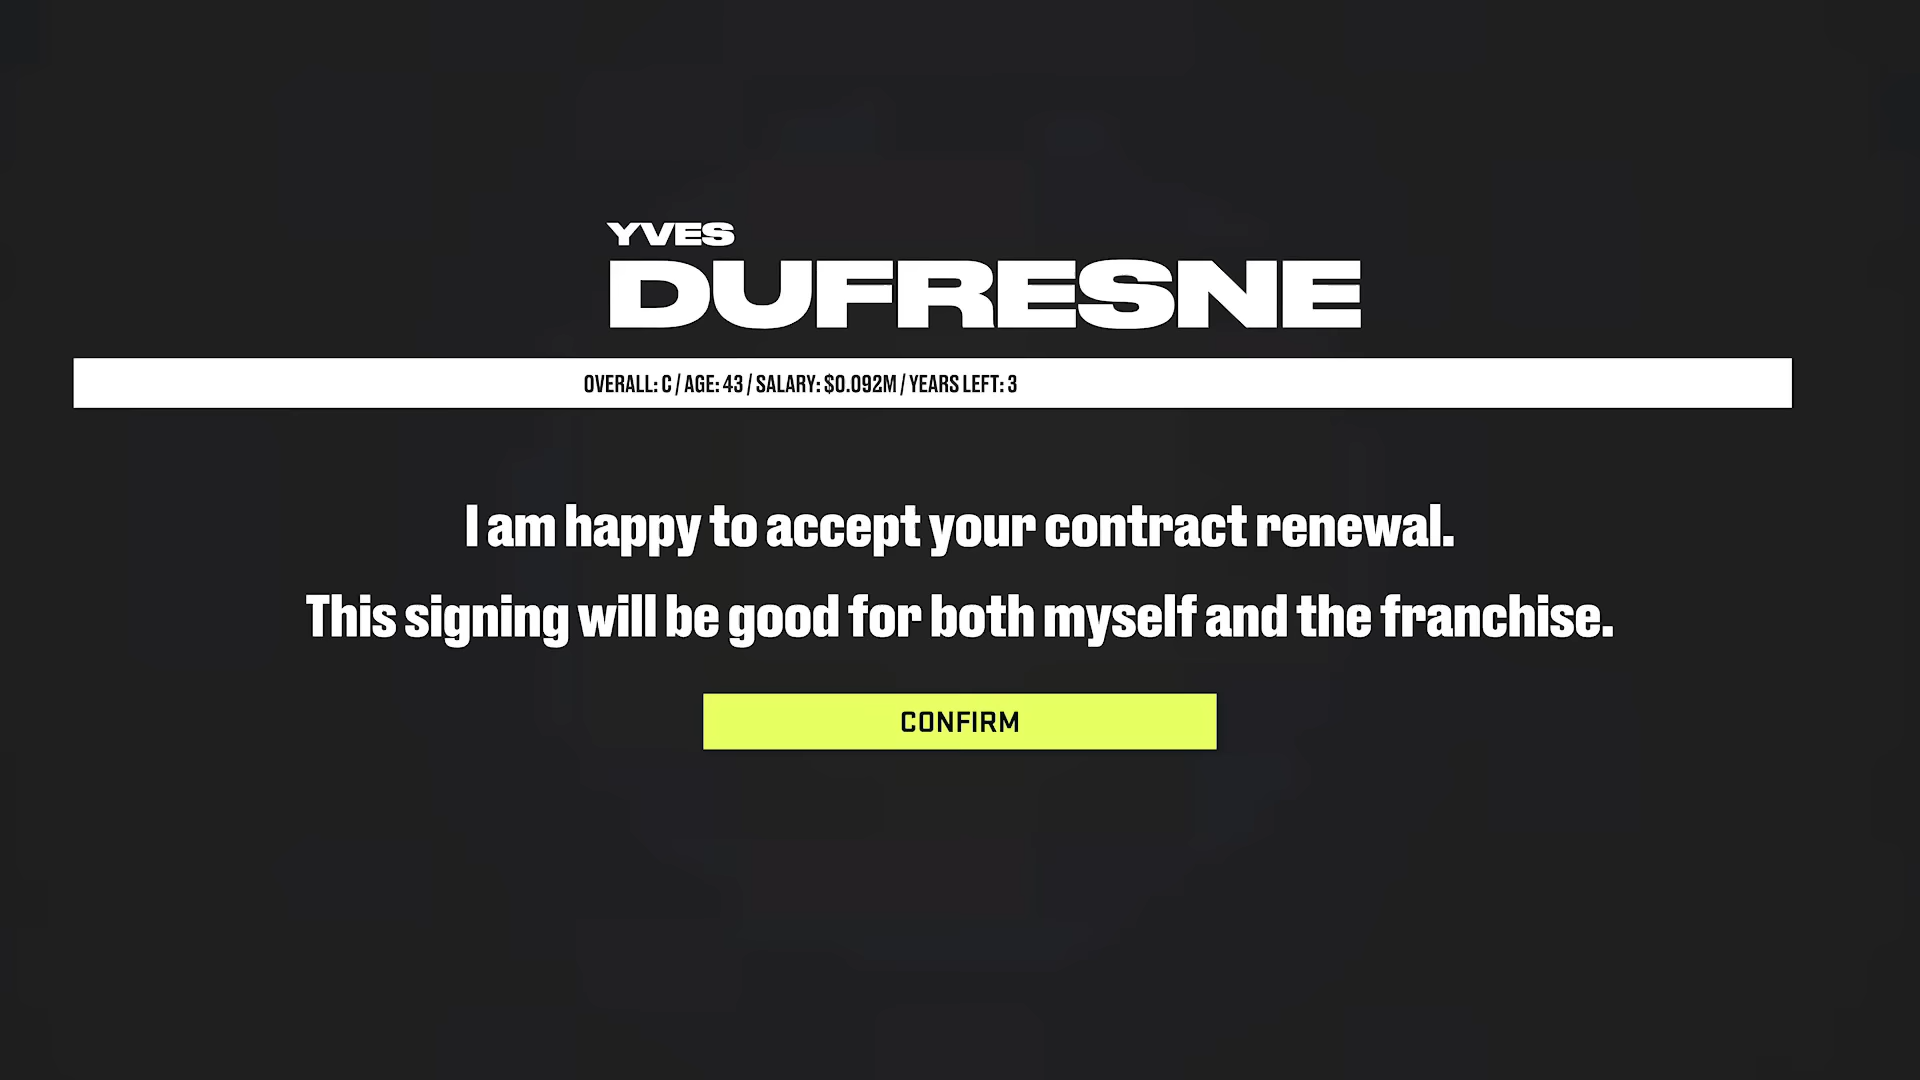 YVES
DUFRESNE
OVERALL: C / AGE: 43 / SALARY: $0.092M / YEARS LEFT: 3
I am happy to accept your contract renewal.
This signing will be good for both myself and the franchise.
CONFIRM